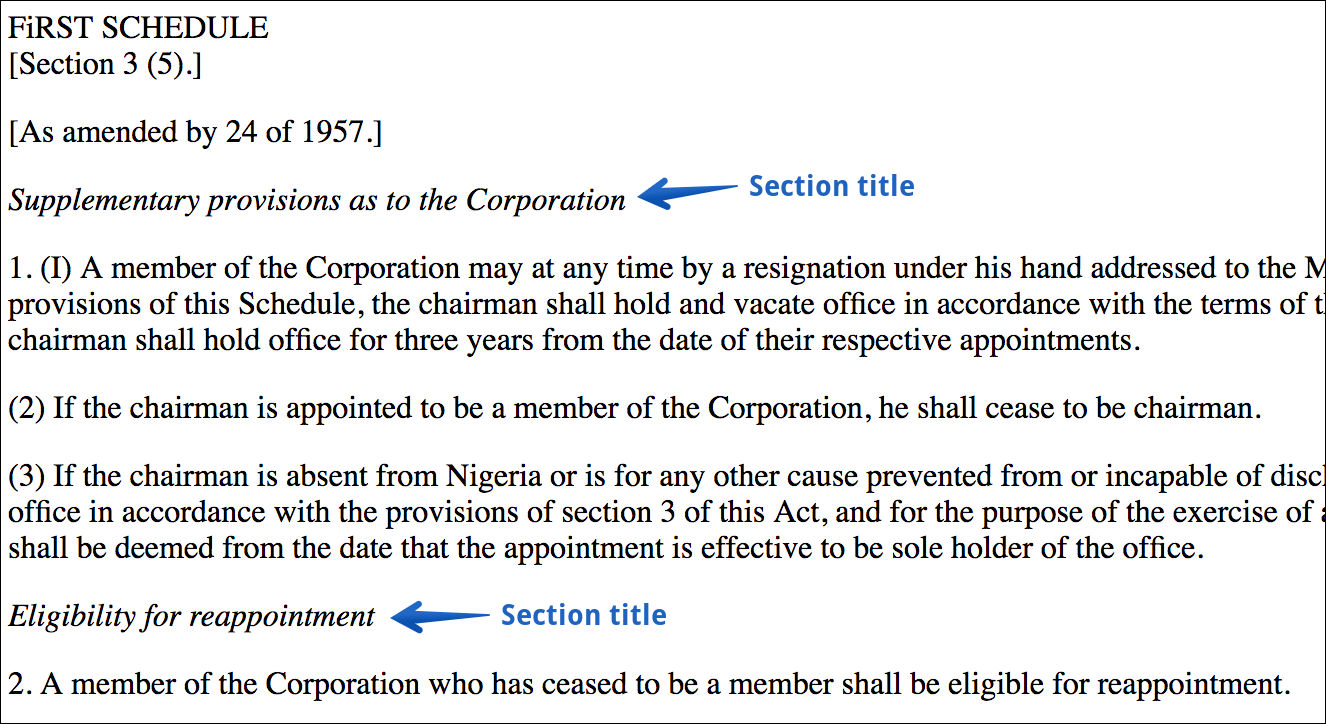 FiRST SCHEDULE
[Section 3 (5).]
[As amended by 24 of 1957.]
Supplementary provisions as to the Corporation
Section title
1. (I) A member of the Corporation may at any time by a resignation under his hand addressed to the
provisions of this Schedule, the chairman shall hold and vacate office in accordance with the terms of
chairman shall hold office for three years from the date of their respective appointments.
(2) If the chairman is appointed to be a member of the Corporation, he shall cease to be chairman.
(3) If the chairman is absent from Nigeria or is for any other cause prevented from or incapable of
office in accordance with the provisions of section 3 of this Act, and for the purpose of the exercise of
shall be deemed from the date that the appointment is effective to be sole holder of the office.
Eligibility for reappointment
Section title
2. A member of the Corporation who has ceased to be a member shall be eligible for reappointment.